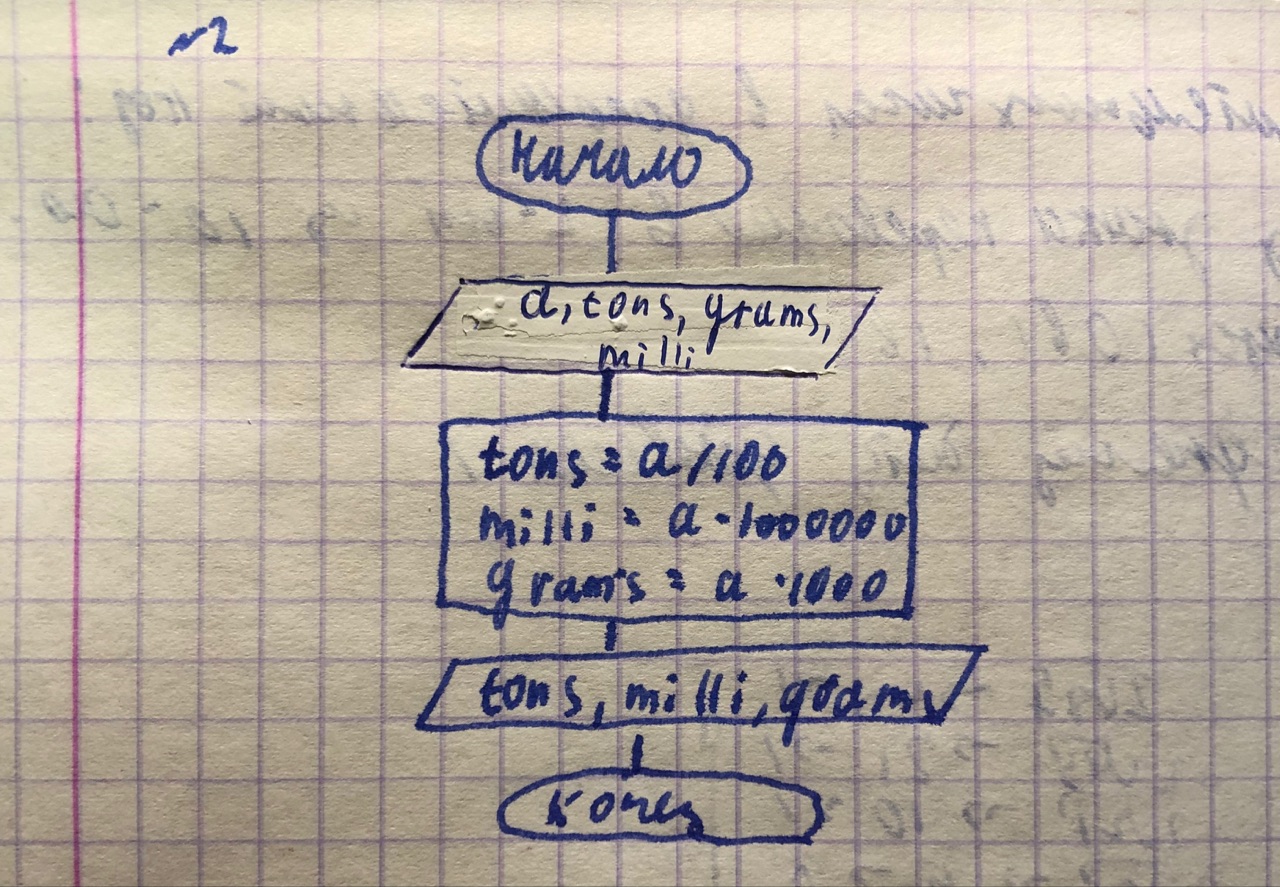 №2
Начало
a, tons, grams,
milli
tons = a / 100
milli = a · 1000000
grams = a · 1000
tons, milli, grams
конец